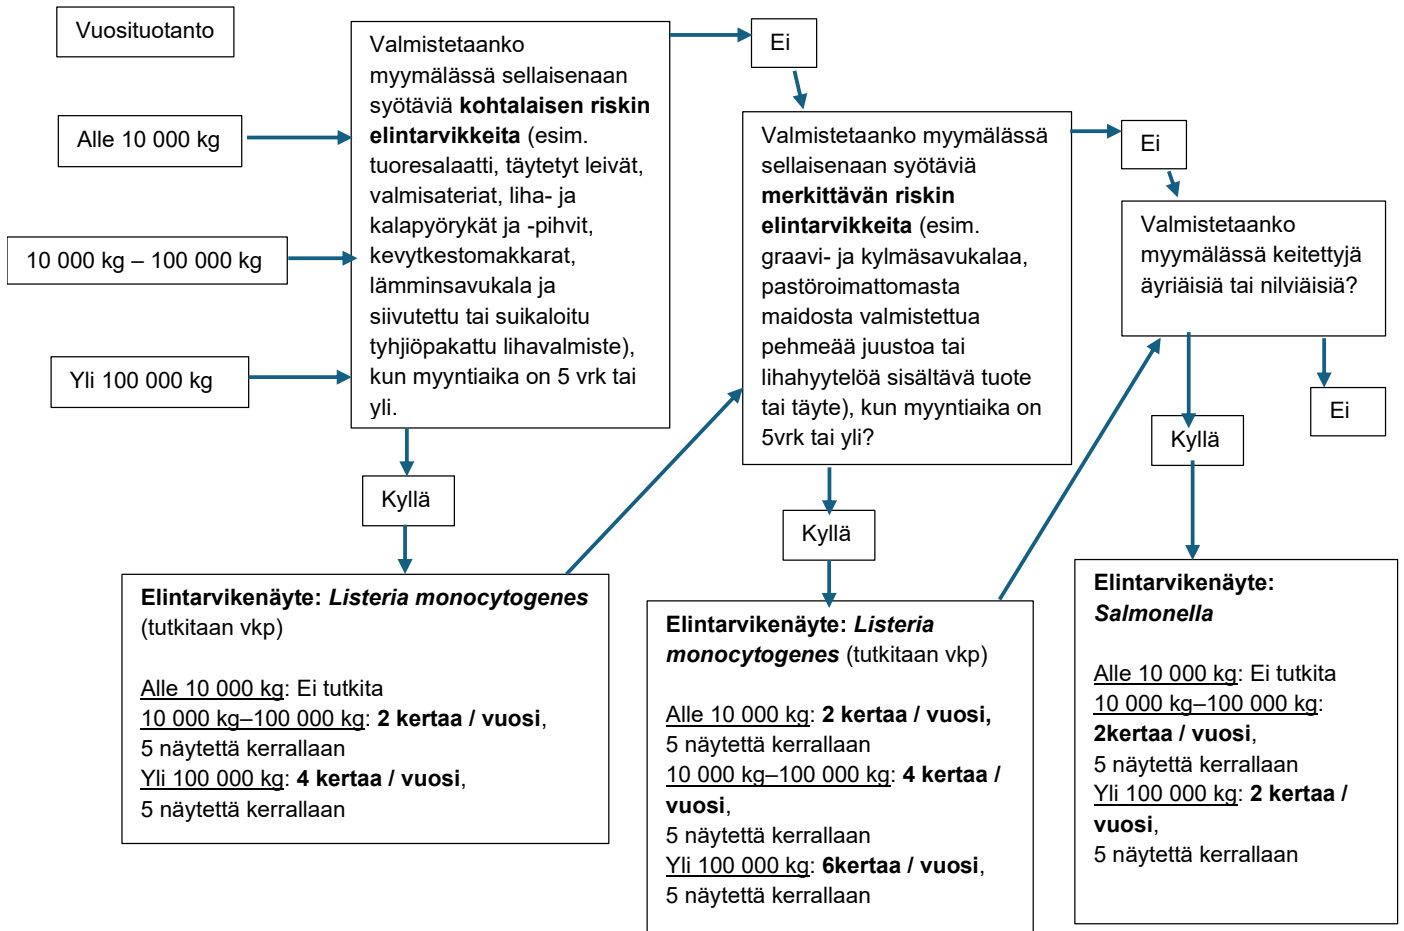 Vuosituotanto
Alle 10 000 kg
10 000 kg – 100 000 kg
Yli 100 000 kg
Valmistetaanko
myymälässä sellaisenaan
syötäviä kohtalaisen riskin
elintarvikkeita (esim.
tuoresalaatti, täytetyt leivät,
valmisateriat, liha- ja
kalapyörykät ja -pihvit,
kevytkestomakkarat,
lämminsavukala ja
siivutettu tai suikaloitu
tyhjiöpakattu lihavalmiste),
kun myyntiaika on 5 vrk tai
yli.
Kyllä
Elintarvikenäyte: Listeria monocytogenes
(tutkitaan vkp)
Alle 10 000 kg: Ei tutkita
10 000 kg–100 000 kg: 2 kertaa / vuosi,
5 näytettä kerrallaan
Yli 100 000 kg: 4 kertaa / vuosi,
5 näytettä kerrallaan
Ei
Valmistetaanko myymälässä
sellaisenaan syötäviä
merkittävän riskin
elintarvikkeita (esim.
graavi- ja kylmäsavukalaa,
pastöroimattomasta
maidosta valmistettua
pehmeää juustoa tai
lihahyytelöä sisältävä tuote
tai täyte), kun myyntiaika on
5vrk tai yli?
Kyllä
Elintarvikenäyte: Listeria
monocytogenes (tutkitaan vkp)
Alle 10 000 kg: 2 kertaa / vuosi,
5 näytettä kerrallaan
10 000 kg–100 000 kg: 4 kertaa /
vuosi,
5 näytettä kerrallaan
Yli 100 000 kg: 6kertaa / vuosi,
5 näytettä kerrallaan
Ei
Valmistetaanko
myymälässä keitettyjä
äyriäisiä tai nilviäisiä?
Ei
Kyllä
Elintarvikenäyte:
Salmonella
Alle 10 000 kg: Ei tutkita
10 000 kg–100 000 kg:
2kertaa / vuosi,
5 näytettä kerrallaan
Yli 100 000 kg: 2 kertaa /
vuosi,
5 näytettä kerrallaan